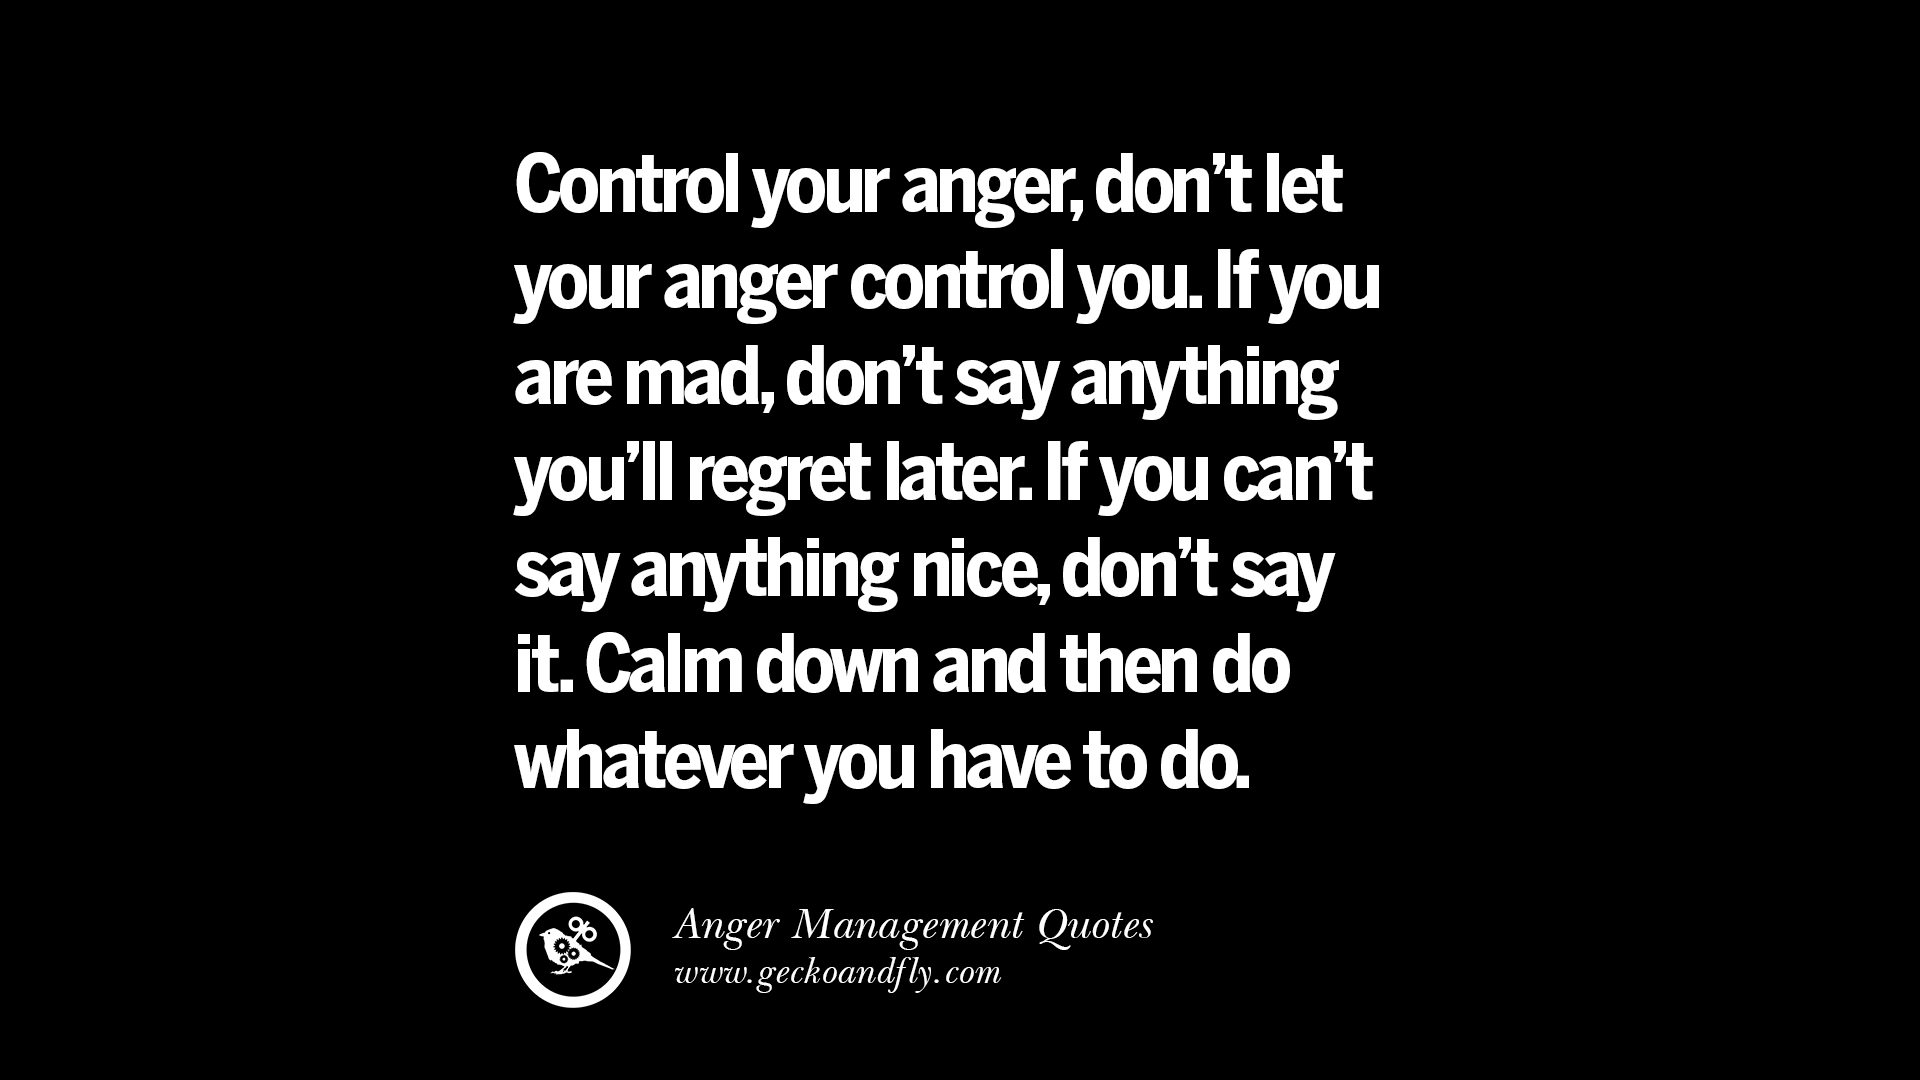 Control your anger, don’t let
your anger control you. If you
are mad, don’t say anything
you’ll regret later. If you can’t
say anything nice, don’t say
it. Calm down and then do
whatever you have to do.
Anger Management Quotes
www.geckoandfly.com